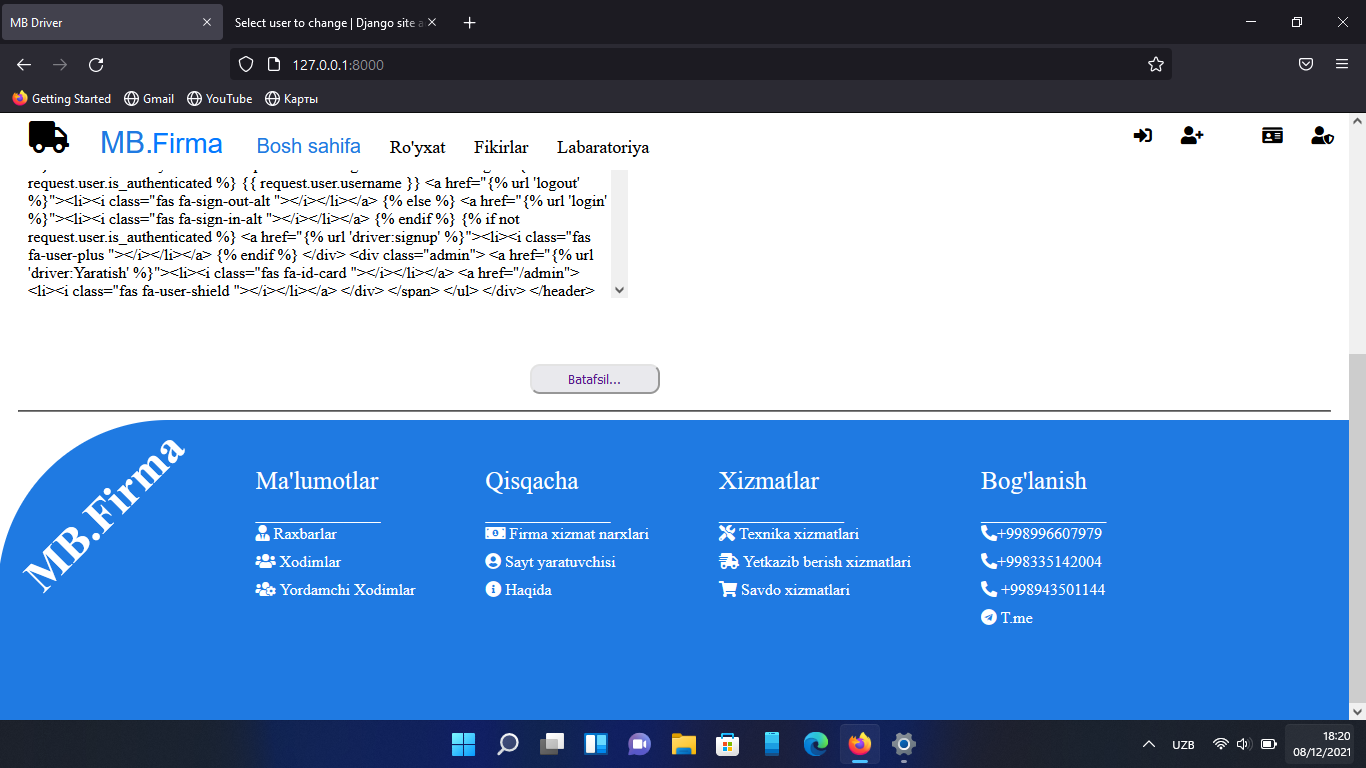 MB Driver
Select user to change | Django site a
127.0.0.1:8000
Getting Started Gmail YouTube Карты
MB.Firma Bosh sahifa Ro'yxat Fikirlar Labaratoriya
request.user.is_authenticated %} {{ request.user.username }} <a href="{% url 'logout'
%}"><li><i class="fas fa-sign-out-alt "></i></li></a> {% else %} <a href="{% url 'login'
%}"><li><i class="fas fa-sign-in-alt "></i></li></a> {% endif %} {% if not
request.user.is_authenticated %} <a href="{% url 'driver:signup' %}"><li><i class="fas
fa-user-plus "></i></li></a> {% endif %} </div> <div class="admin"> <a href="{% url
'driver:Yaratish' %}"><li><i class="fas fa-id-card "></i></li></a> <a href="/admin">
<li><i class="fas fa-user-shield "></i></li></a> </div> </span> </ul> </div> </header>
Batafsil...
MB.Firma
Ma'lumotlar
Raxbarlar
Xodimlar
Yordamchi Xodimlar
Qisqacha
Firma xizmat narxlari
Sayt yaratuvchisi
Haqida
Xizmatlar
Texnika xizmatlari
Yetkazib berish xizmatlari
Savdo xizmatlari
Bog'lanish
+998996607979
+998335142004
+998943501144
T.me
UZB
18:20
08/12/2021